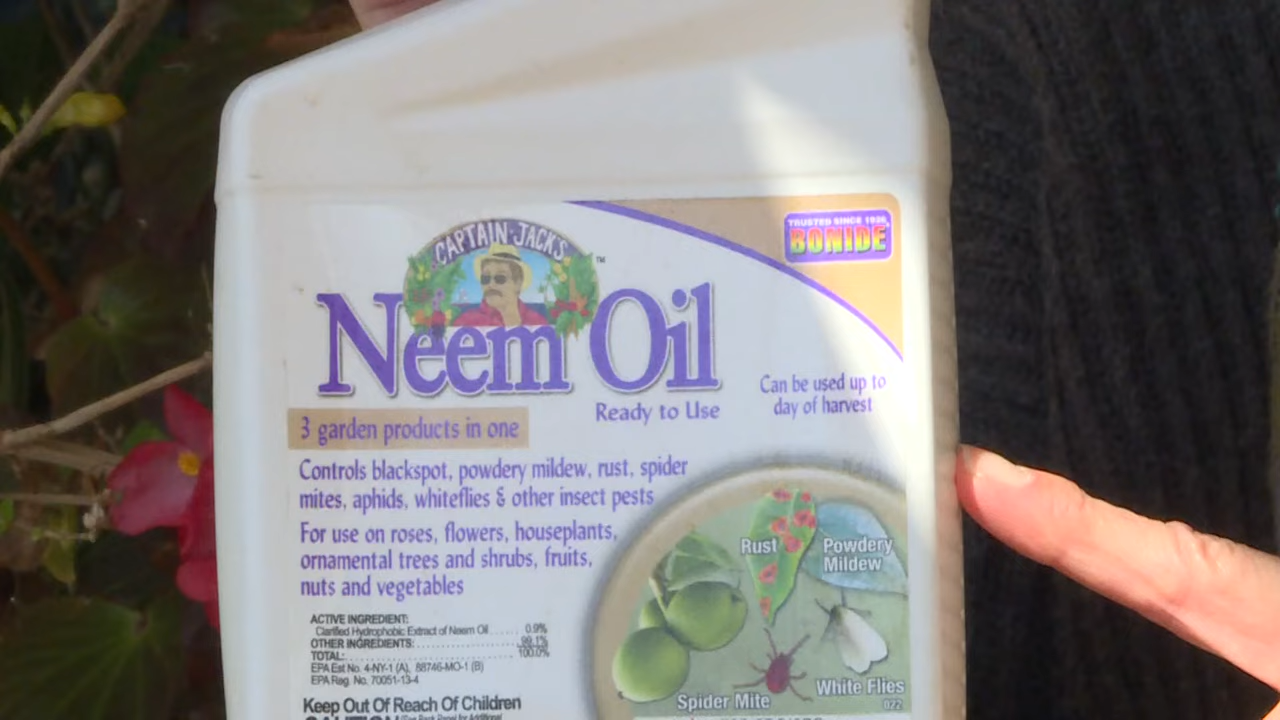 CAPTAIN JACK'S
™
TRUSTED SINCE 1926
BONIDE
Neem Oil
Ready to Use
Can be used up to
day of harvest
3 garden products in one
Controls blackspot, powdery mildew, rust, spider
mites, aphids, whiteflies & other insect pests
For use on roses, flowers, houseplants,
ornamental trees and shrubs, fruits,
nuts and vegetables
ACTIVE INGREDIENT:
Clarified Hydrophobic Extract of Neem Oil ...... 0.9%
OTHER INGREDIENTS: ................ 99.1%
TOTAL: ........................... 100.0%
EPA Est No. 4-NY-1 (A), 88746-MO-1 (B)
EPA Reg. No. 70051-13-4
Keep Out Of Reach Of Children
Rust
Powdery
Mildew
Spider Mite
White Flies
022